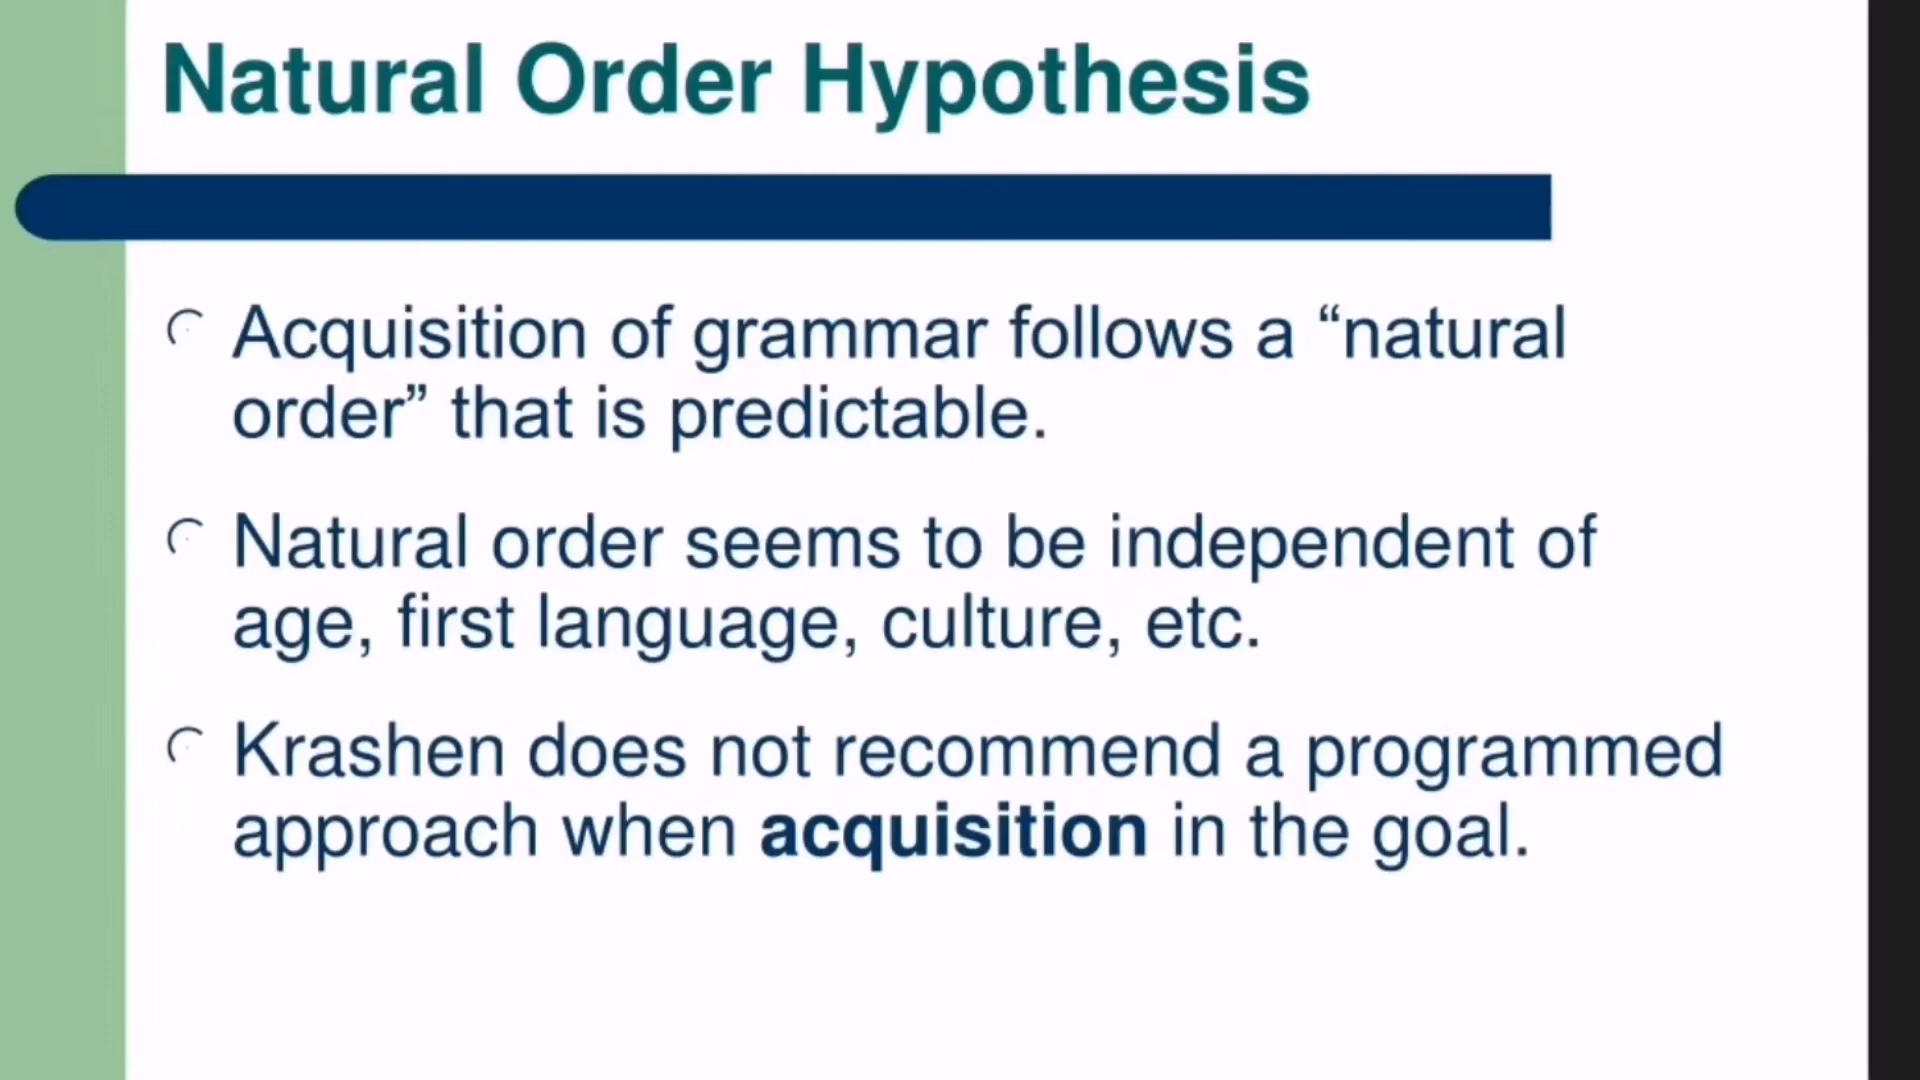 Natural Order Hypothesis
Acquisition of grammar follows a “natural
order” that is predictable.
Natural order seems to be independent of
age, first language, culture, etc.
Krashen does not recommend a programmed
approach when acquisition in the goal.